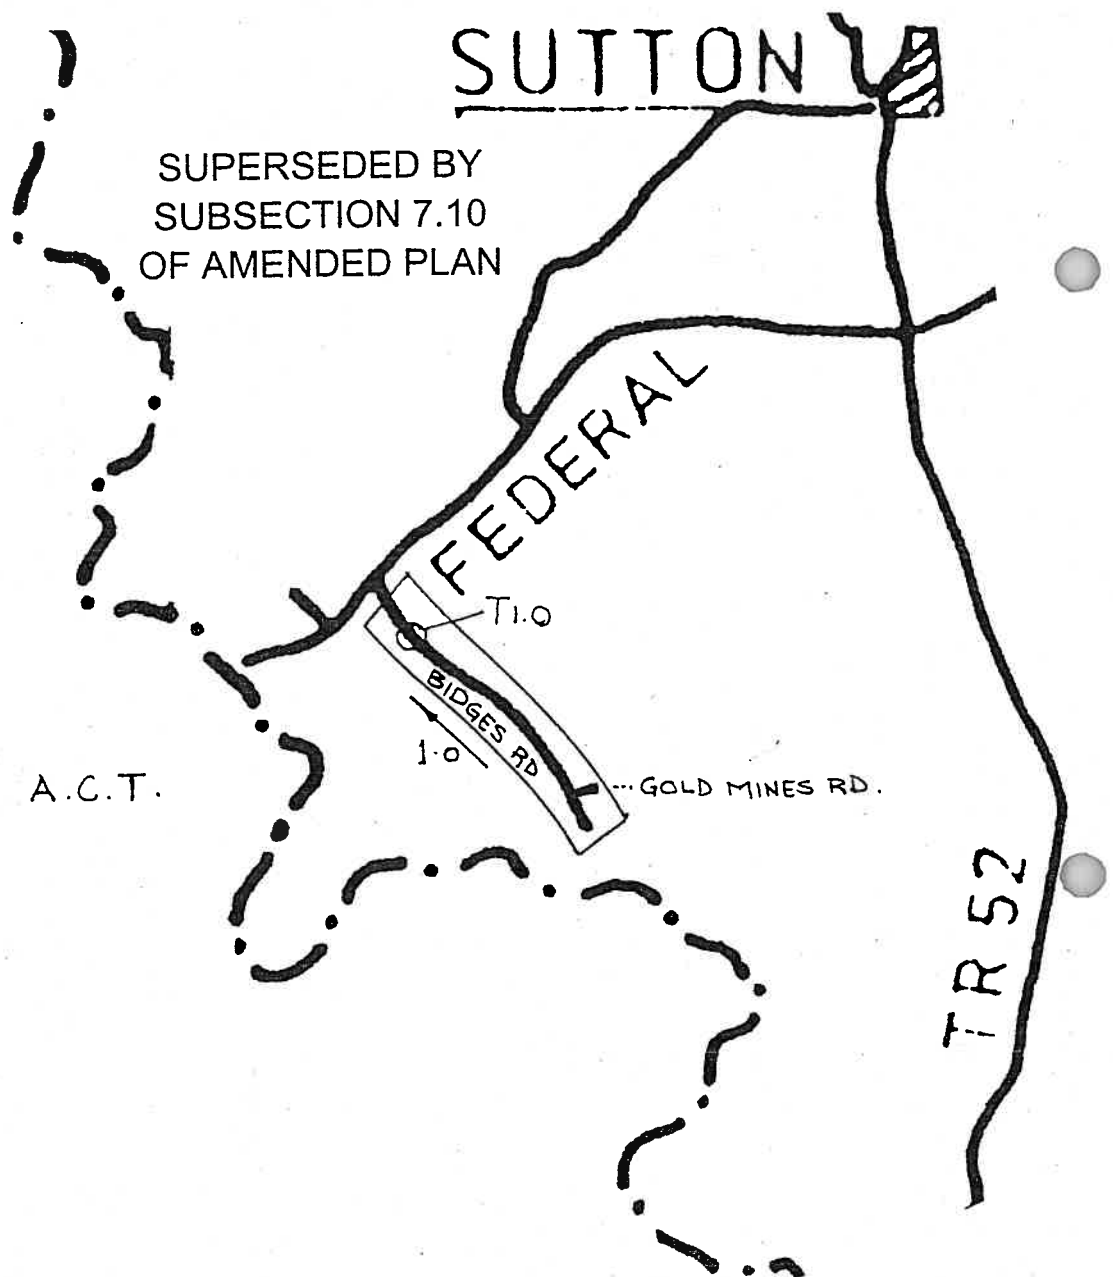 SUTTON
SUPERSEDED BY
SUBSECTION 7.10
OF AMENDED PLAN
FEDERAL
T1.0
BIDGES RD
1.0
A.C.T.
GOLD MINES RD.
TR 52